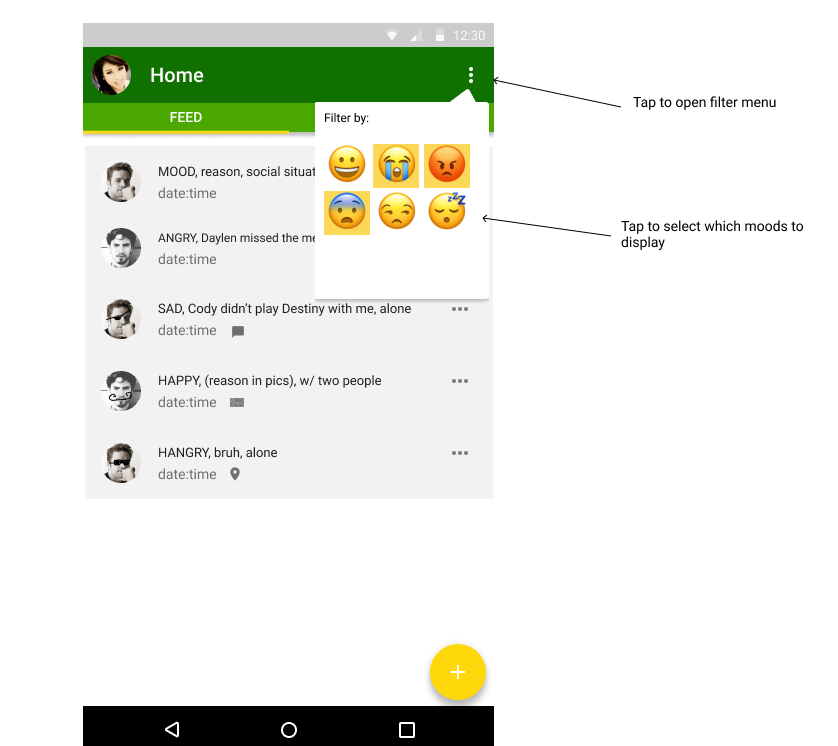 12:30
Home
Tap to open filter menu
FEED
Filter by:
MOOD, reason, social situat
date:time
Tap to select which moods to
display
ANGRY, Daylen missed the me
date:time
SAD, Cody didn't play Destiny with me, alone
date:time
HAPPY, (reason in pics), w/ two people
date:time
HANGRY, bruh, alone
date:time